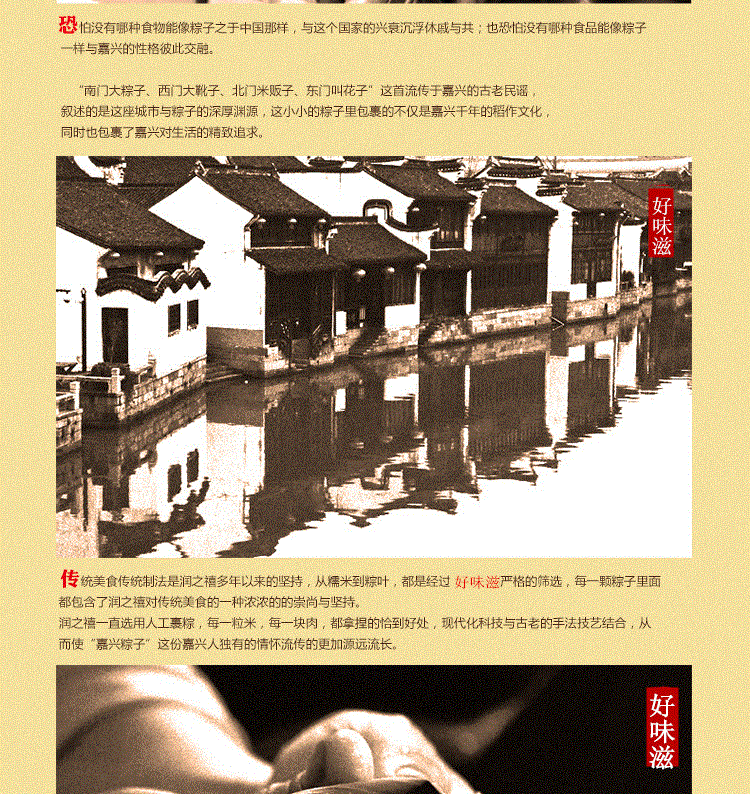 恐怕没有哪种食物能像粽子之于中国那样，与这个国家的兴衰沉浮休戚与共；也恐怕没有哪种食品能像粽子
一样与嘉兴的性格彼此交融。
“南门大粽子、西门大靴子、北门米贩子、东门叫花子”这首流传于嘉兴的古老民谣，
叙述的是这座城市与粽子的深厚渊源，这小小的粽子里包裹的不仅是嘉兴千年的稻作文化，
同时也包裹了嘉兴对生活的精致追求。
好味滋
传统美食传统制法是润之禧多年以来的坚持，从糯米到粽叶，都是经过 好味滋严格的筛选，每一颗粽子里面
都包含了润之禧对传统美食的一种浓浓的的崇尚与坚持。
润之禧一直选用人工裹粽，每一粒米，每一块肉，都拿捏的恰到好处，现代化科技与古老的手法技艺结合，从
而使“嘉兴粽子”这份嘉兴人独有的情怀流传的更加源远流长。
好味滋